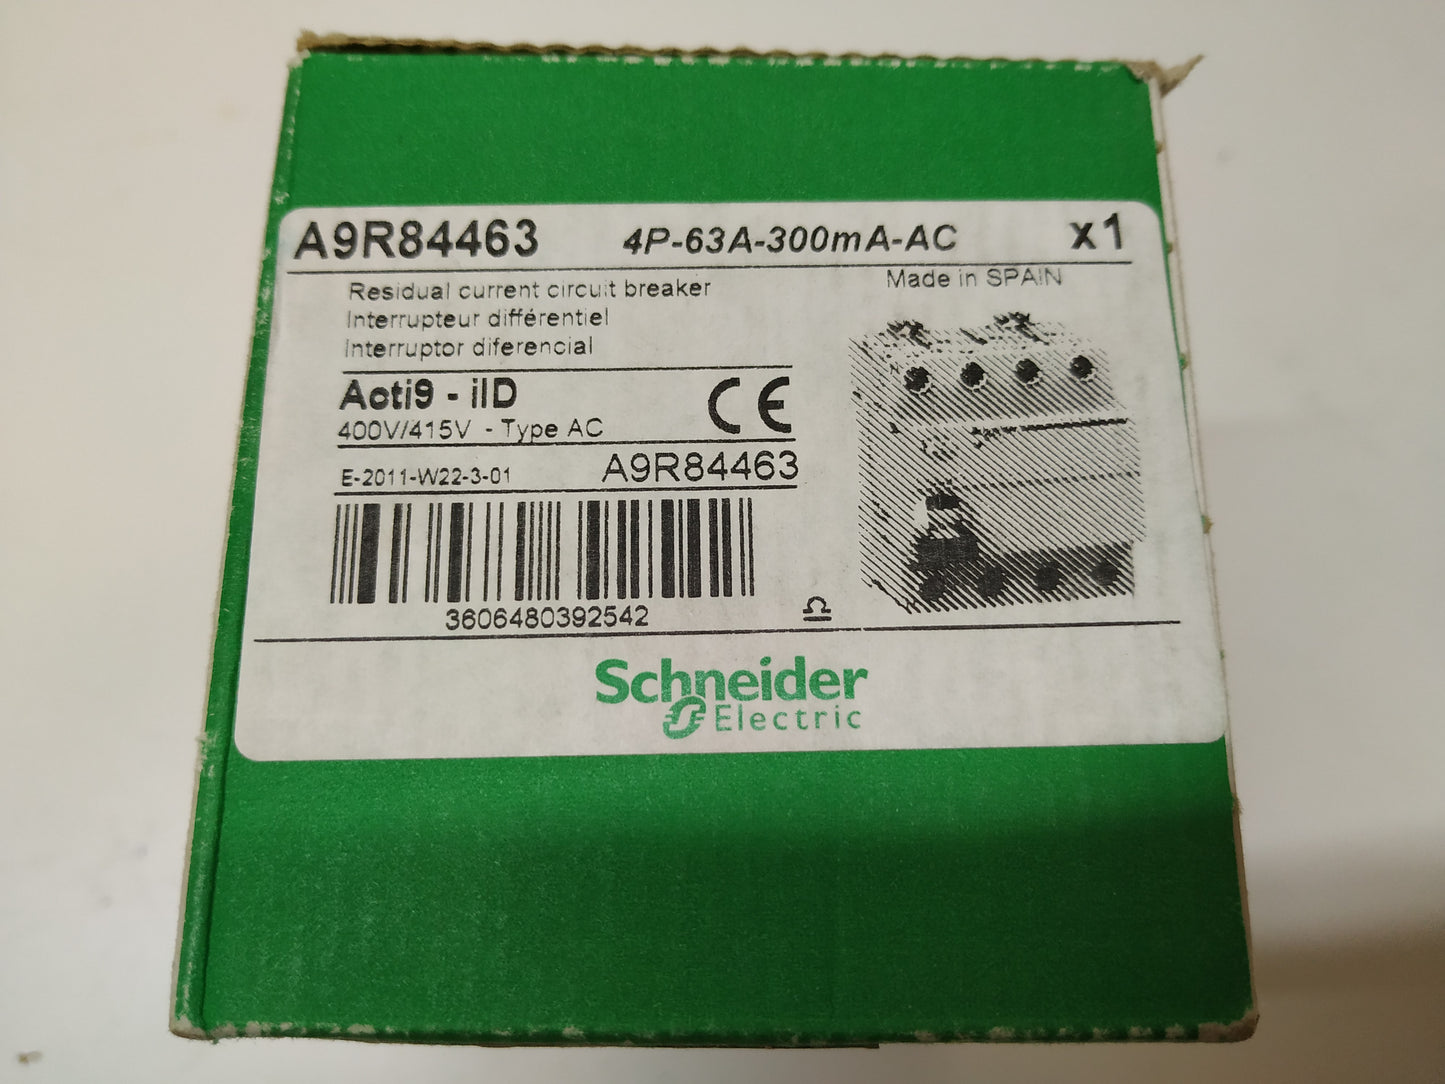 A9R84463 4P-63A-300mA-AC x1
Made in SPAIN
Residual current circuit breaker
Interrupteur différentiel
Interruptor diferencial
Acti9 - iID
CE
400V/415V - Type AC
E-2011-W22-3-01 A9R84463
3606480392542
N
Schneider
Electric